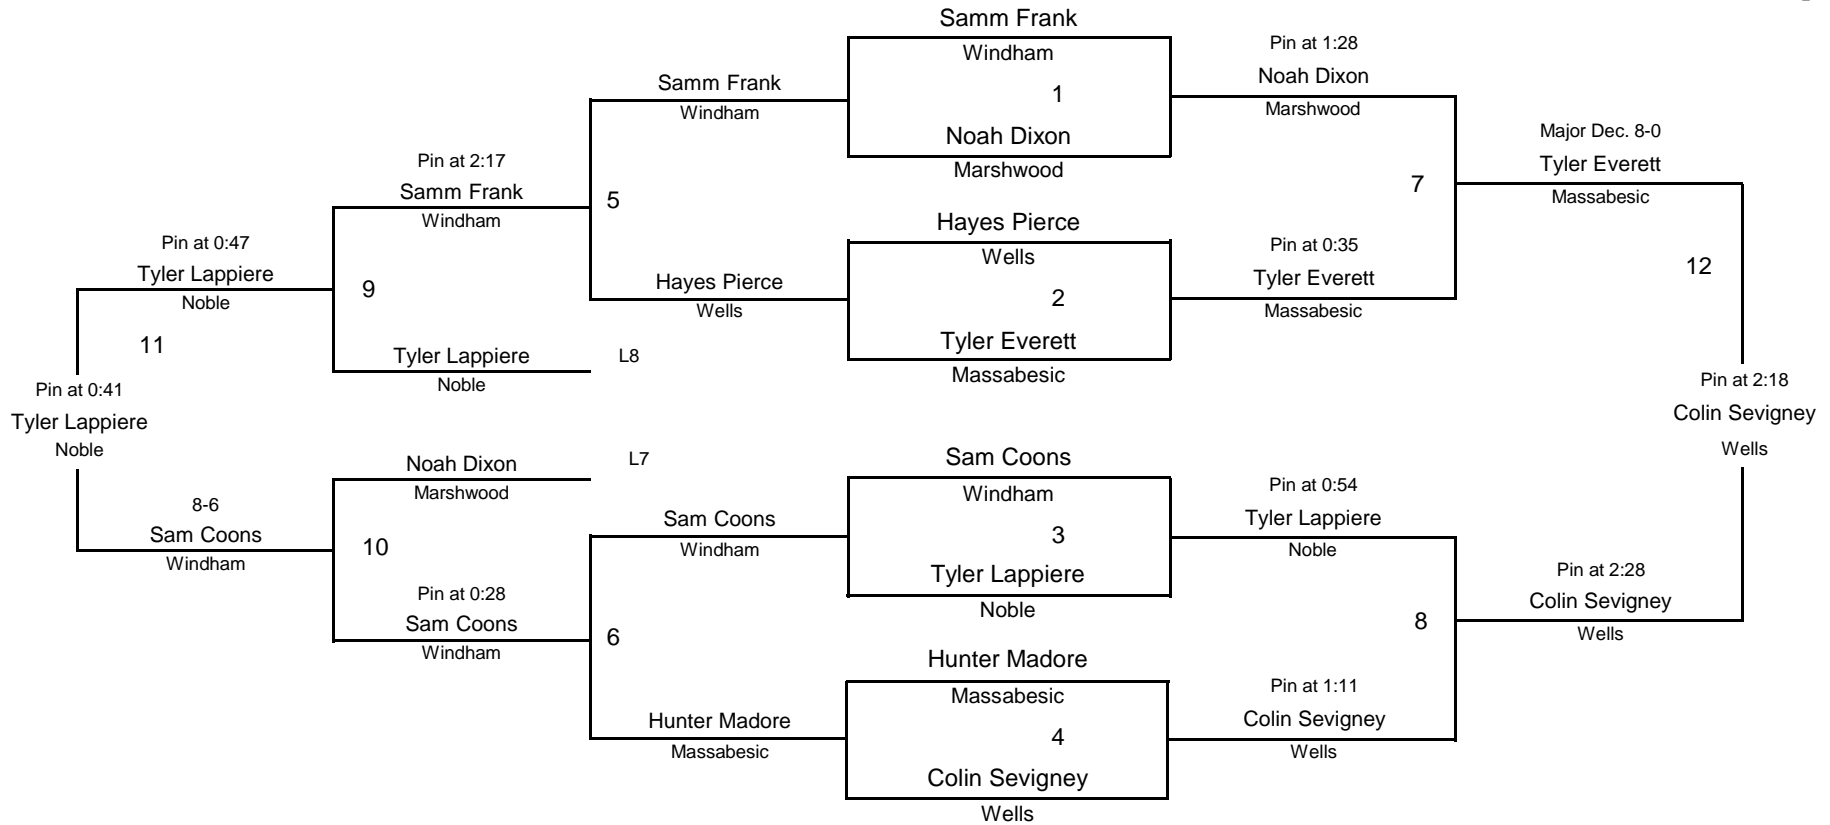 Samm Frank
Windham
1
Noah Dixon
Marshwood
Hayes Pierce
Wells
2
Tyler Everett
Massabesic
Sam Coons
Windham
3
Tyler Lappiere
Noble
Hunter Madore
Massabesic
4
Colin Sevigney
Wells
Pin at 1:28
Noah Dixon
Marshwood
7
Pin at 0:35
Tyler Everett
Massabesic
Pin at 0:54
Tyler Lappiere
Noble
8
Pin at 1:11
Colin Sevigney
Wells
Major Dec. 8-0
Tyler Everett
Massabesic
12
Pin at 2:28
Colin Sevigney
Wells
Pin at 2:18
Colin Sevigney
Wells
Samm Frank
Windham
5
Hayes Pierce
Wells
Sam Coons
Windham
6
Hunter Madore
Massabesic
Pin at 2:17
Samm Frank
Windham
9
Tyler Lappiere
L8
Noble
Noah Dixon
L7
Marshwood
10
Pin at 0:28
Sam Coons
Windham
Pin at 0:47
Tyler Lappiere
Noble
11
8-6
Sam Coons
Windham
Pin at 0:41
Tyler Lappiere
Noble